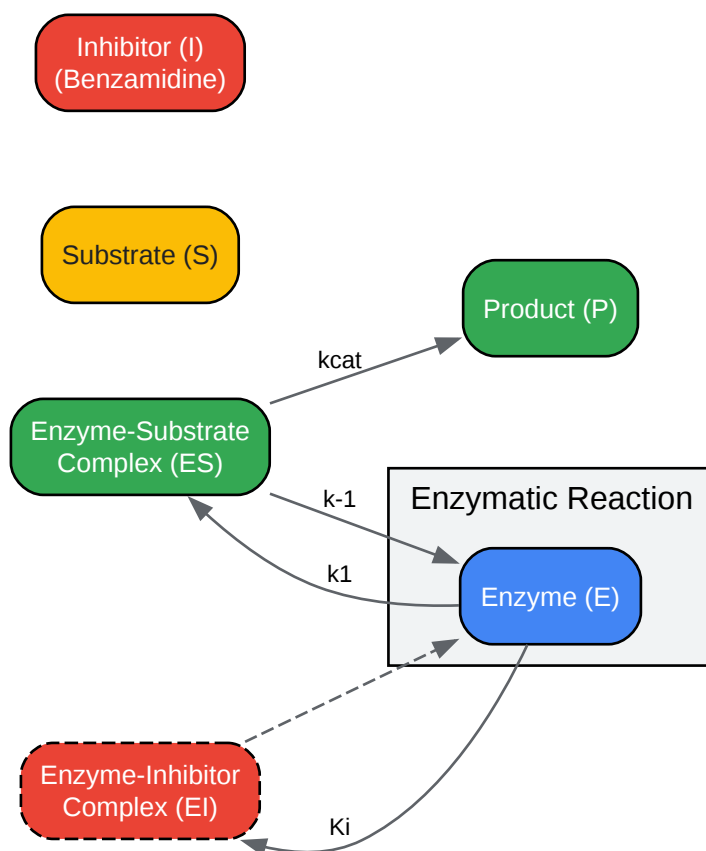 Inhibitor (I)
(Benzamidine)
Substrate (S)
Product (P)
kcat
Enzyme-Substrate
Complex (ES)
k-1
Enzymatic Reaction
k1
Enzyme (E)
Enzyme-Inhibitor
Complex (EI)
Ki